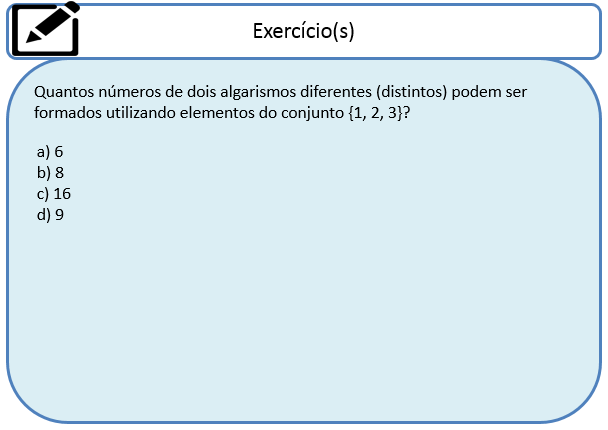 Exercício(s)
Quantos números de dois algarismos diferentes (distintos) podem ser
formados utilizando elementos do conjunto {1, 2, 3}?
a) 6
b) 8
c) 16
d) 9